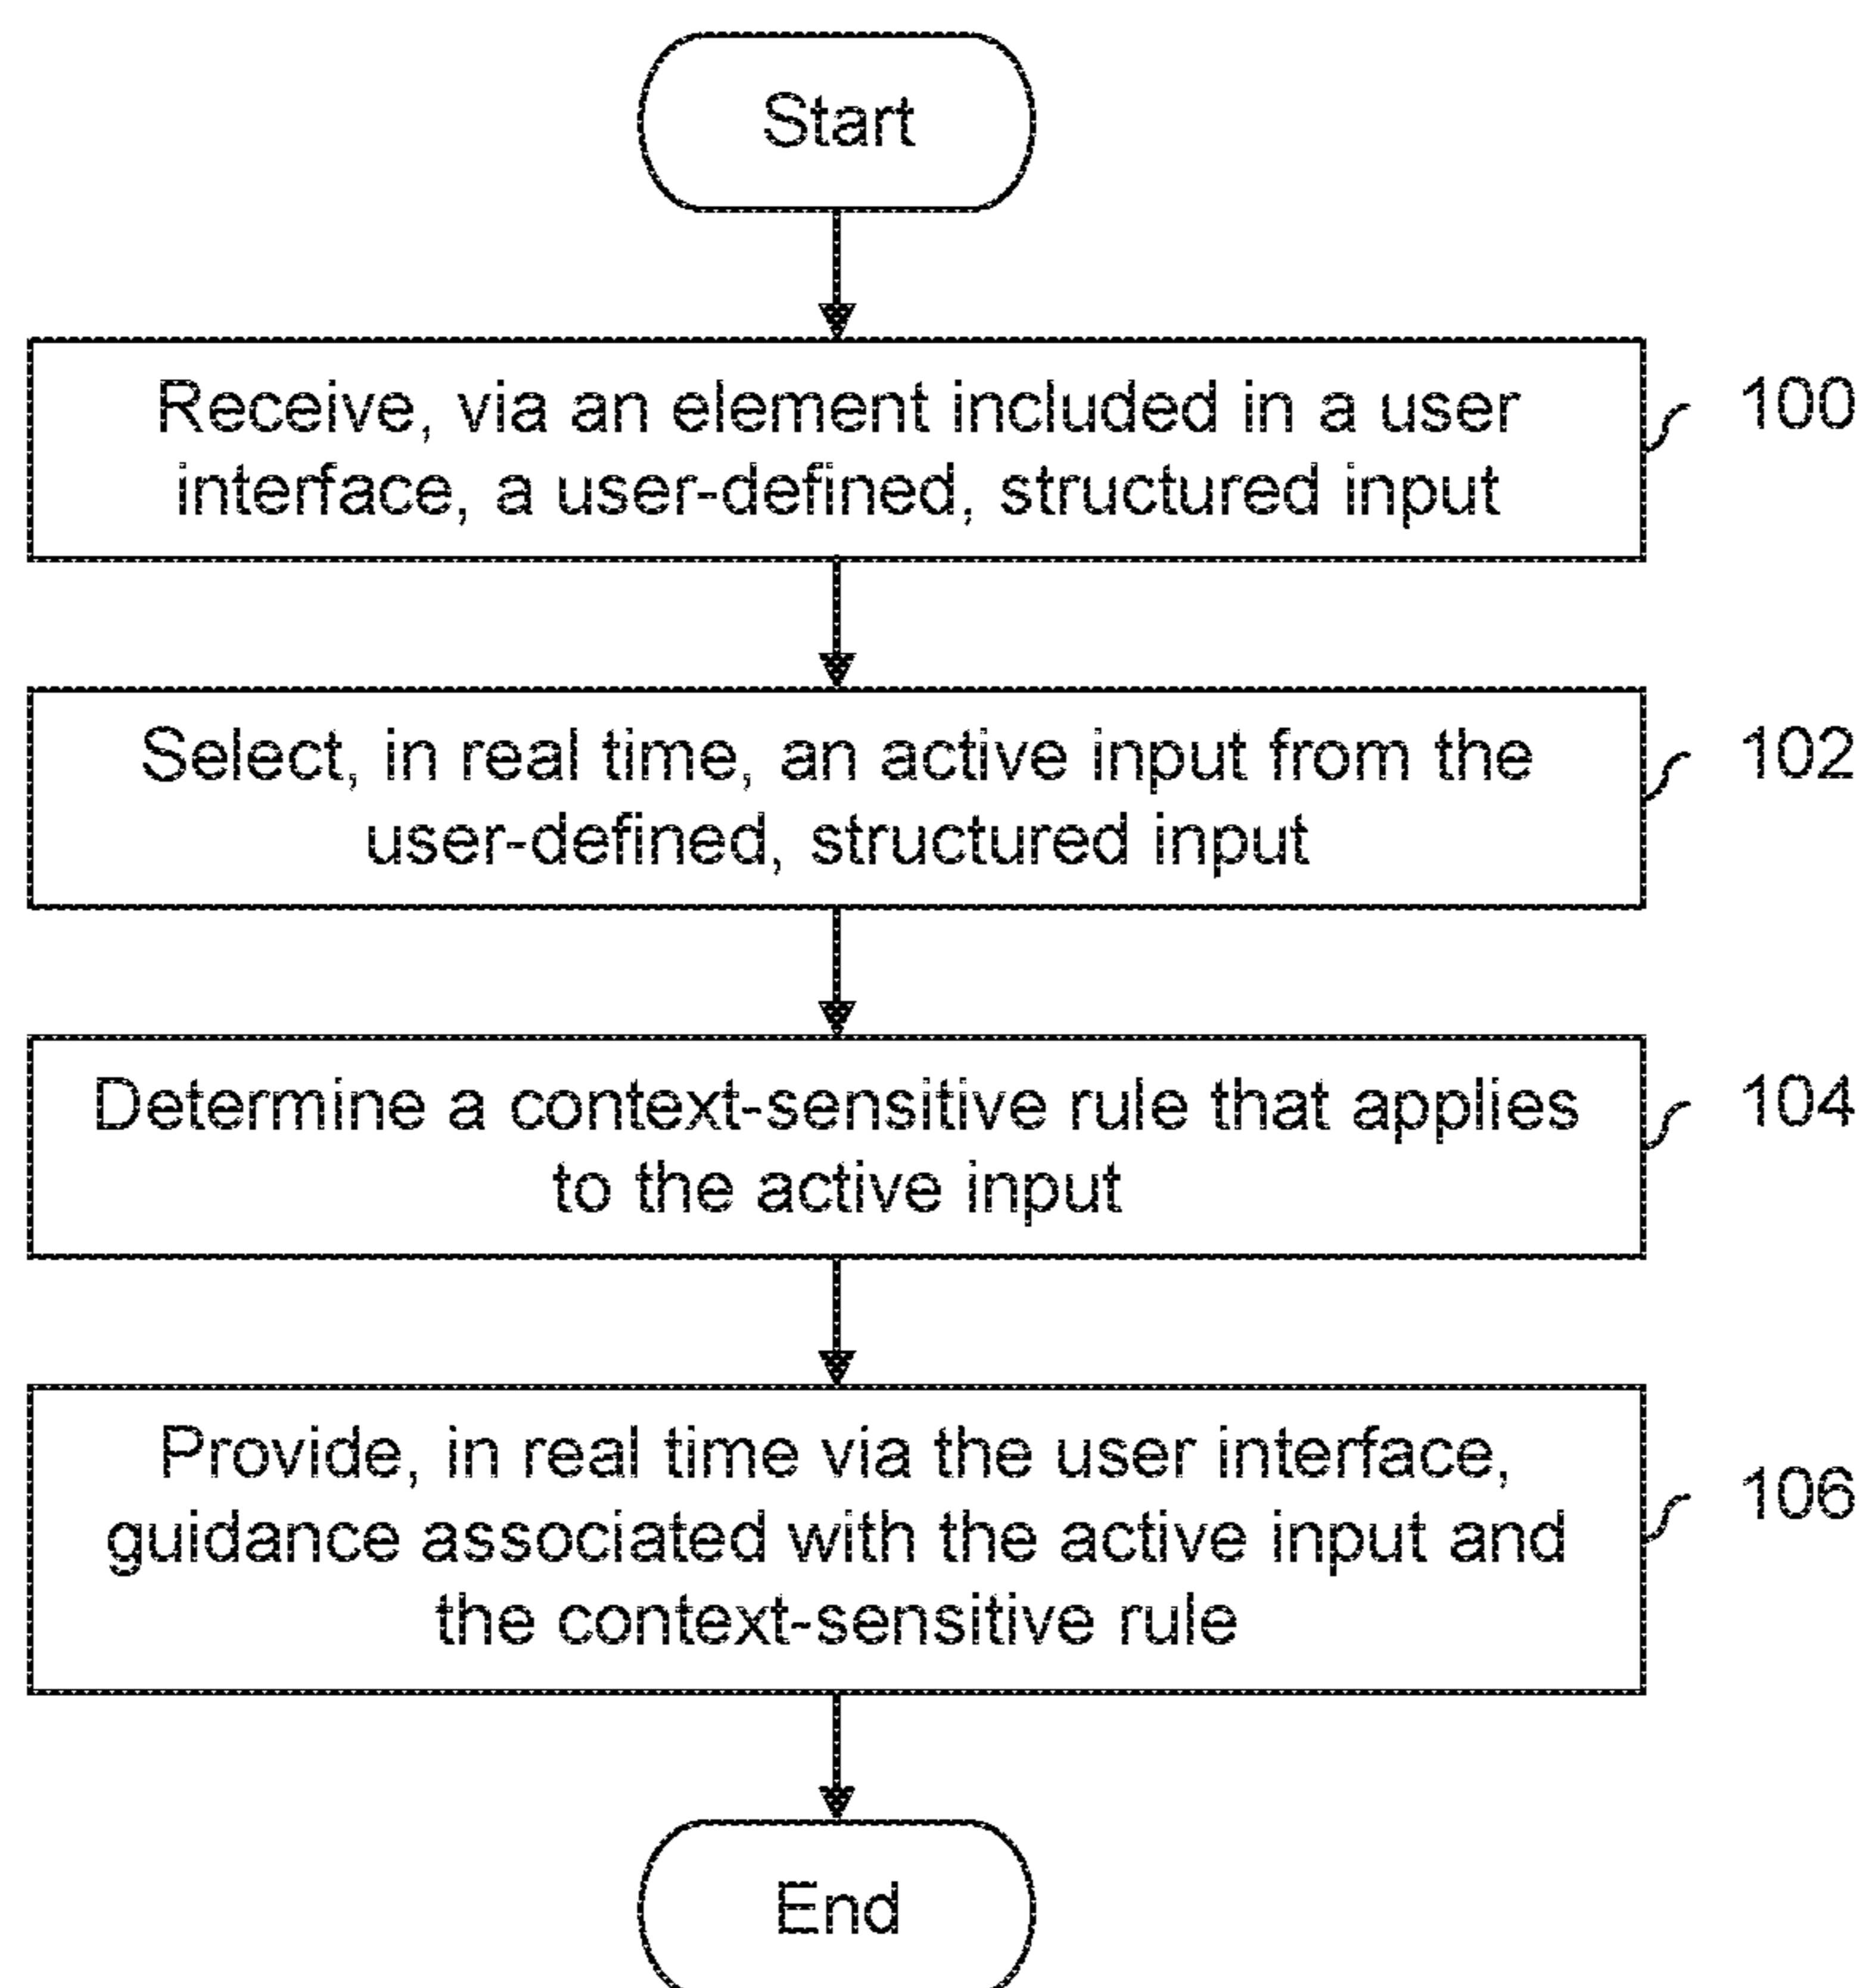 Start
Receive, via an element included in a user
interface, a user-defined, structured input
100
Select, in real time, an active input from the
user-defined, structured input
102
Determine a context-sensitive rule that applies
to the active input
104
Provide, in real time via the user interface,
guidance associated with the active input and
the context-sensitive rule
106
End